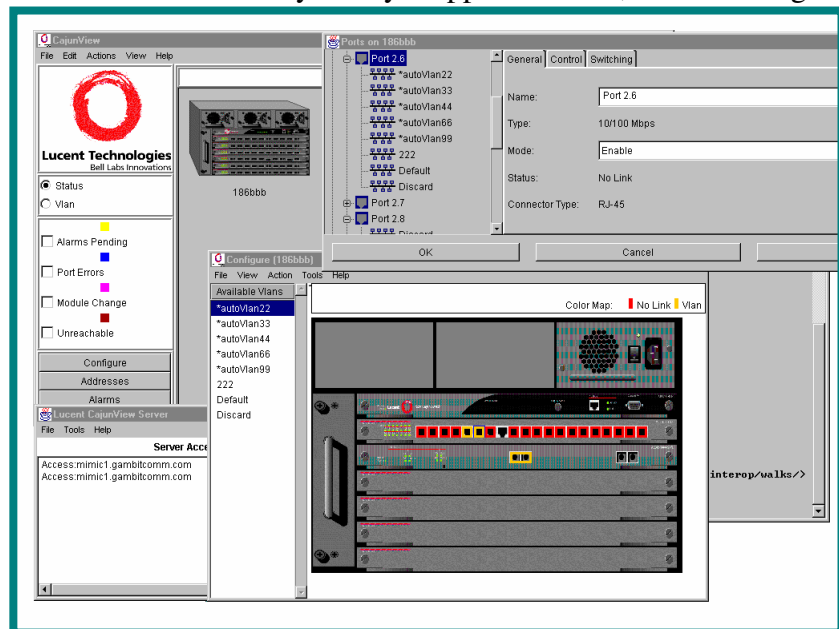 CajunView
File Edit Actions View Help
Lucent Technologies
Bell Labs Innovations
Status
Vlan
Alarms Pending
Port Errors
Module Change
Unreachable
Configure
Addresses
Alarms
186bbb
Ports on 186bbb
Port 2.6
*autoVlan22
*autoVlan33
*autoVlan44
*autoVlan66
*autoVlan99
222
Default
Discard
Port 2.7
Port 2.8
General Control Switching
Name: Port 2.6
Type: 10/100 Mbps
Mode: Enable
Status: No Link
Connector Type: RJ-45
OK Cancel
Configure [186bbb]
File View Action Tools Help
Available Vlans
*autoVlan22
*autoVlan33
*autoVlan44
*autoVlan66
*autoVlan99
222
Default
Discard
Color Map: No Link Vlan
Lucent CajunView Server
File Tools Help
Access:mimic1.gambitcomm.com
Access:mimic1.gambitcomm.com
interop/walks/>